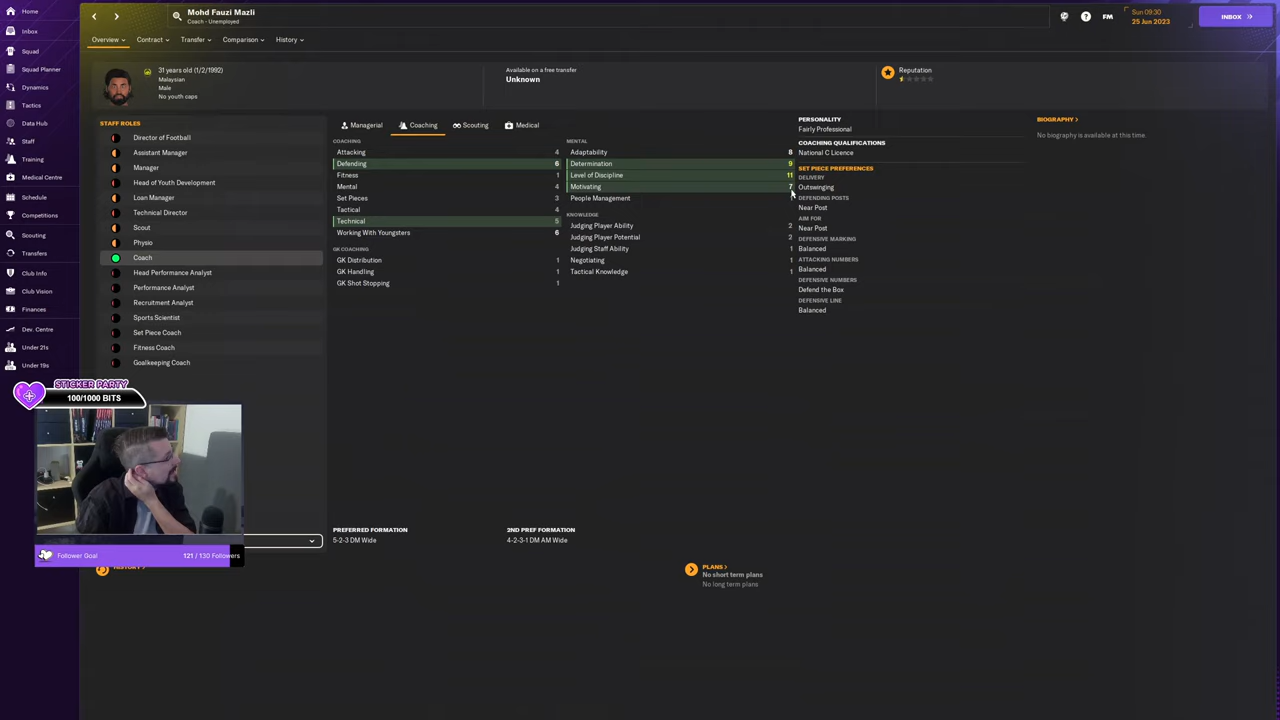 Home
Inbox
Squad
Squad Planner
Dynamics
Tactics
Data Hub
Staff
Training
Medical Centre
Schedule
Competitions
Scouting
Transfers
Club Info
Club Vision
Finances
Dev. Centre
Under 21s
Under 19s
Mohd Fauzi Mazli
Coach - Unemployed
FM
Sun 09:30
25 Jun 2023
INBOX
Overview
Contract
Transfer
Comparison
History
31 years old (1/2/1992)
Malaysian
Male
No youth caps
Available on a free transfer
Unknown
Reputation
STAFF ROLES
Director of Football
Assistant Manager
Manager
Head of Youth Development
Loan Manager
Technical Director
Scout
Physio
Coach
Head Performance Analyst
Performance Analyst
Recruitment Analyst
Sports Scientist
Set Piece Coach
Fitness Coach
Goalkeeping Coach
Managerial
Coaching
Scouting
Medical
COACHING
Attacking 4
Defending 6
Fitness 1
Mental 4
Set Pieces 3
Tactical 4
Technical 5
Working With Youngsters 6
GK COACHING
GK Distribution 1
GK Handling 1
GK Shot Stopping 1
MENTAL
Adaptability 8
Determination 9
Level of Discipline 11
Motivating 7
People Management
KNOWLEDGE
Judging Player Ability 2
Judging Player Potential 2
Judging Staff Ability 1
Negotiating 1
Tactical Knowledge 1
PERSONALITY
Fairly Professional
COACHING QUALIFICATIONS
National C Licence
SET PIECE PREFERENCES
DELIVERY
Outswinging
DEFENDING POSTS
Near Post
AIM FOR
Near Post
DEFENSIVE MARKING
Balanced
ATTACKING NUMBERS
Balanced
DEFENSIVE NUMBERS
Defend the Box
DEFENSIVE LINE
Balanced
BIOGRAPHY >
No biography is available at this time.
PREFERRED FORMATION
5-2-3 DM Wide
2ND PREF FORMATION
4-2-3-1 DM AM Wide
PLANS >
No short term plans
No long term plans
STICKER PARTY
100/1000 BITS
Follower Goal 121 / 130 Followers